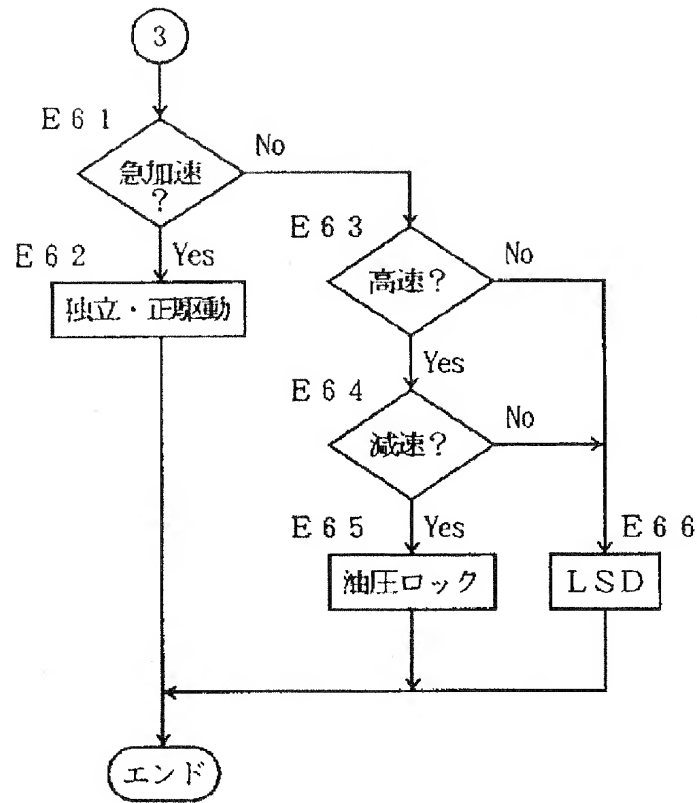 3
E61
急加速
?
No
E62
Yes
独立・正駆動
E63
高速?
No
Yes
E64
減速?
No
E65
Yes
油圧ロック
E66
LSD
エンド